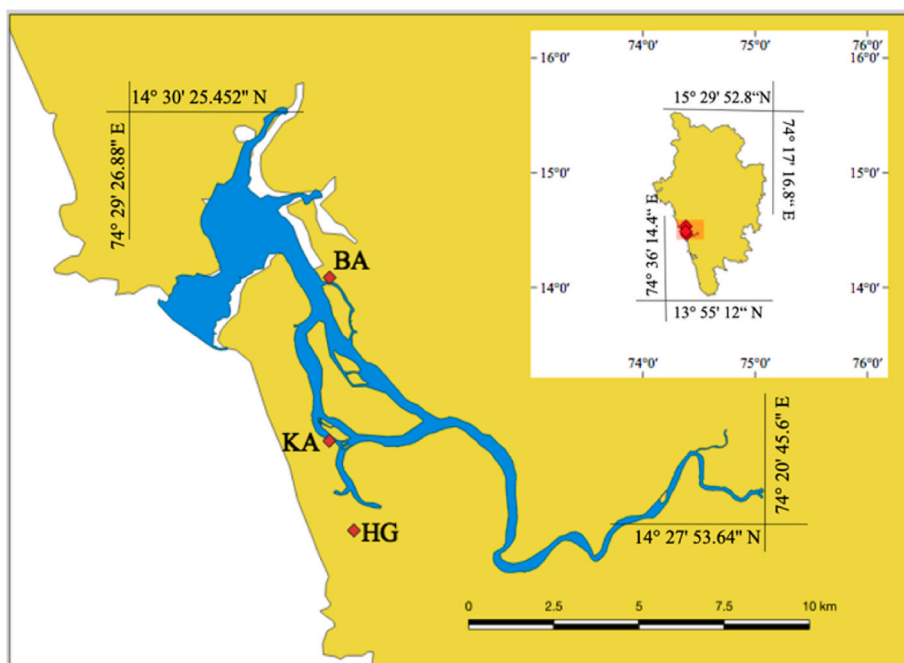 14° 30' 25.452" N
74° 29' 26.88" E
BA
KA
HG
14° 27' 53.64" N
74° 20' 45.6" E
0 2.5 5 7.5 10 km
74°0' 75°0'
16°0' 16°0'
15°0' 15°0'
14°0' 14°0'
74°0' 75°0' 76°0'
15° 29' 52.8“N
74° 17' 16.8“ E
74° 36' 14.4“ E
13° 55' 12“ N